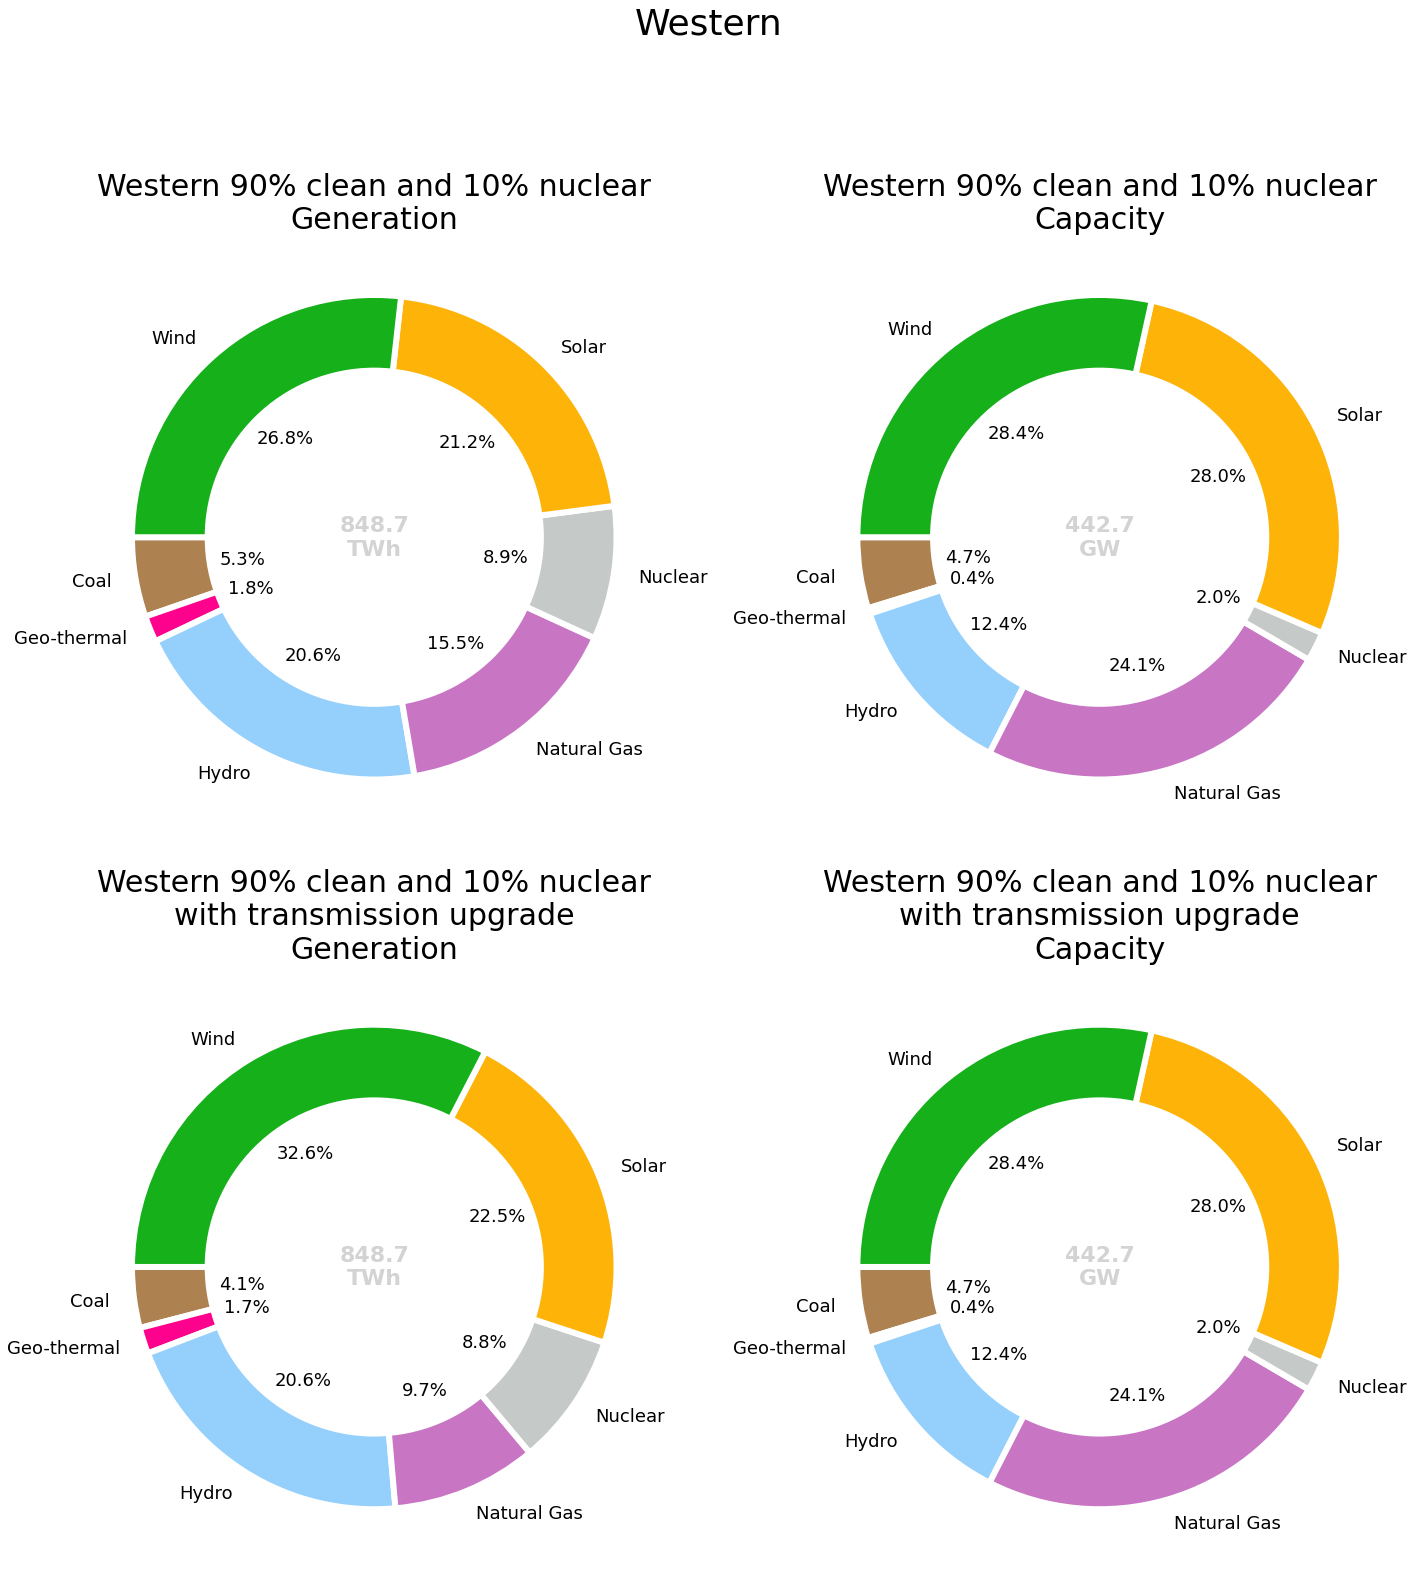 Western
Western 90% clean and 10% nuclear
Generation
Wind
Solar
26.8%
21.2%
848.7
TWh
5.3%
8.9%
Coal
1.8%
Nuclear
Geo-thermal
20.6%
15.5%
Hydro
Natural Gas
Western 90% clean and 10% nuclear
Capacity
Wind
Solar
28.4%
28.0%
442.7
GW
4.7%
Coal
0.4%
2.0%
Geo-thermal
12.4%
Nuclear
24.1%
Hydro
Natural Gas
Western 90% clean and 10% nuclear
with transmission upgrade
Generation
Wind
32.6%
Solar
22.5%
848.7
TWh
4.1%
Coal
1.7%
Geo-thermal
8.8%
20.6%
9.7%
Nuclear
Hydro
Natural Gas
Western 90% clean and 10% nuclear
with transmission upgrade
Capacity
Wind
Solar
28.4%
28.0%
442.7
GW
4.7%
Coal
0.4%
2.0%
Geo-thermal
12.4%
Nuclear
24.1%
Hydro
Natural Gas